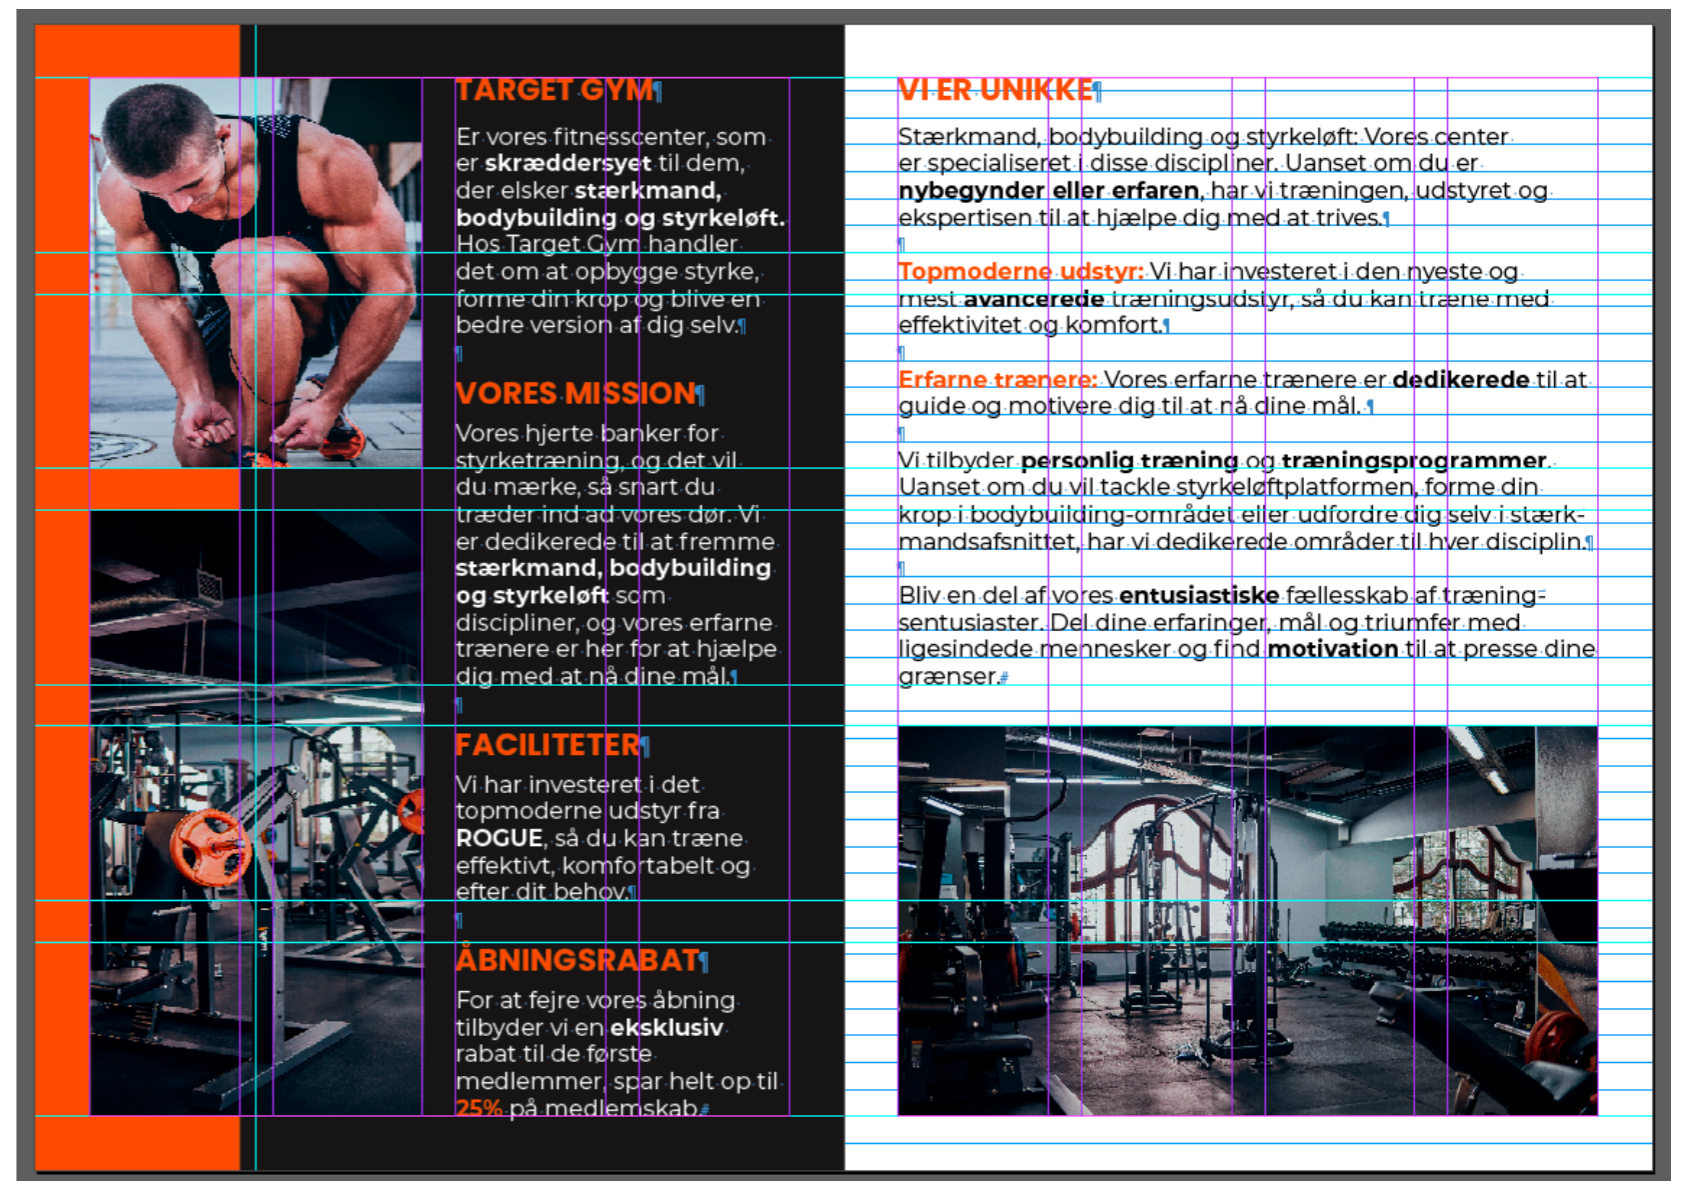 TARGET GYM¶
Er vores fitnesscenter, som
er skræddersyet til dem,
der elsker stærkmand,
bodybuilding og styrkeløft.
Hos Target Gym handler
det om at opbygge styrke,
forme din krop og blive en
bedre version af dig selv.¶
¶
VORES MISSION¶
Vores hjerte banker for
styrketræning, og det vil
du mærke, så snart du
træder ind ad vores dør. Vi
er dedikerede til at fremme
stærkmand, bodybuilding
og styrkeløft som
discipliner, og vores erfarne
trænere er her for at hjælpe
dig med at nå dine mål.¶
¶
FACILITETER¶
Vi har investeret i det
topmoderne udstyr fra
ROGUE, så du kan træne
effektivt, komfortabelt og
efter dit behov.¶
¶
ÅBNINGSRABAT¶
For at fejre vores åbning
tilbyder vi en eksklusiv
rabat til de første
medlemmer, spar helt op til
25% på medlemskab.#
VI ER UNIKKE¶
Stærkmand, bodybuilding og styrkeløft: Vores center
er specialiseret i disse discipliner. Uanset om du er
nybegynder eller erfaren, har vi træningen, udstyret og
ekspertisen til at hjælpe dig med at trives.¶
¶
Topmoderne udstyr: Vi har investeret i den nyeste og
mest avancerede træningsudstyr, så du kan træne med
effektivitet og komfort.¶
¶
Erfarne trænere: Vores erfarne trænere er dedikerede til at
guide og motivere dig til at nå dine mål. ¶
¶
Vi tilbyder personlig træning og træningsprogrammer.
Uanset om du vil tackle styrkeløftplatformen, forme din
krop i bodybuilding-området eller udfordre dig selv i stærk-
mandsafsnittet, har vi dedikerede områder til hver disciplin.¶
¶
Bliv en del af vores entusiastiske fællesskab af træning-
sentusiaster. Del dine erfaringer, mål og triumfer med
ligesindede mennesker og find motivation til at presse dine
grænser.#